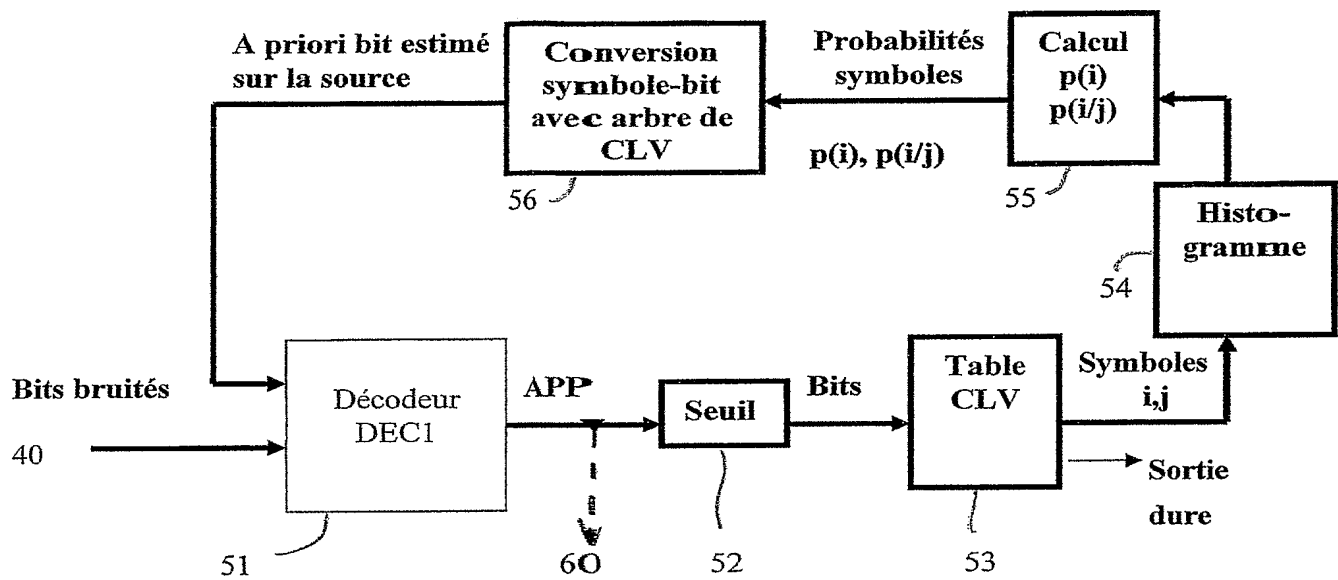 A priori bit estimé
sur la source
Conversion
symbole-bit
avec arbre de
CLV
56
Probabilités
symboles
p(i), p(i/j)
Calcul
p(i)
p(i/j)
55
Histo-
gramme
54
Bits bruités
40
Décodeur
DEC1
51
APP
60
Seuil
52
Bits
Table
CLV
53
Symboles
i,j
Sortie
dure